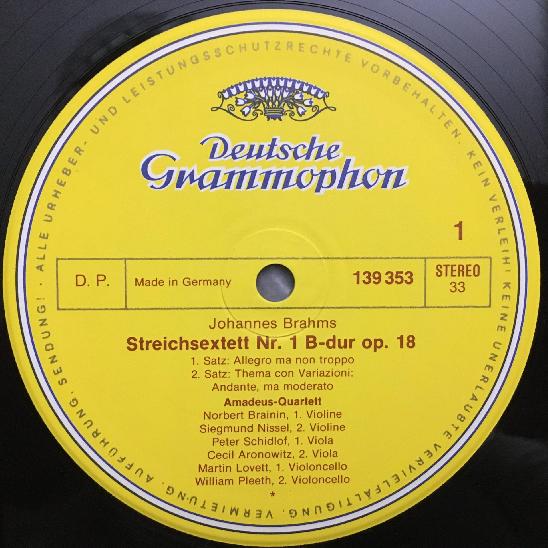 · ALLE URHEBER- UND LEISTUNGSSCHUTZRECHTE VORBEHALTEN · KEIN VERLEIH! KEINE UNERLAUBTE VERVIELFÄLTIGUNG, VERMIETUNG, AUFFÜHRUNG, SENDUNG!
Deutsche
Grammophon
1
D. P. Made in Germany 139 353 STEREO
33
Johannes Brahms
Streichsextett Nr. 1 B-dur op. 18
1. Satz: Allegro ma non troppo
2. Satz: Thema con Variazioni:
Andante, ma moderato
Amadeus-Quartett
Norbert Brainin, 1. Violine
Siegmund Nissel, 2. Violine
Peter Schidlof, 1. Viola
Cecil Aronowitz, 2. Viola
Martin Lovett, 1. Violoncello
William Pleeth, 2. Violoncello
*